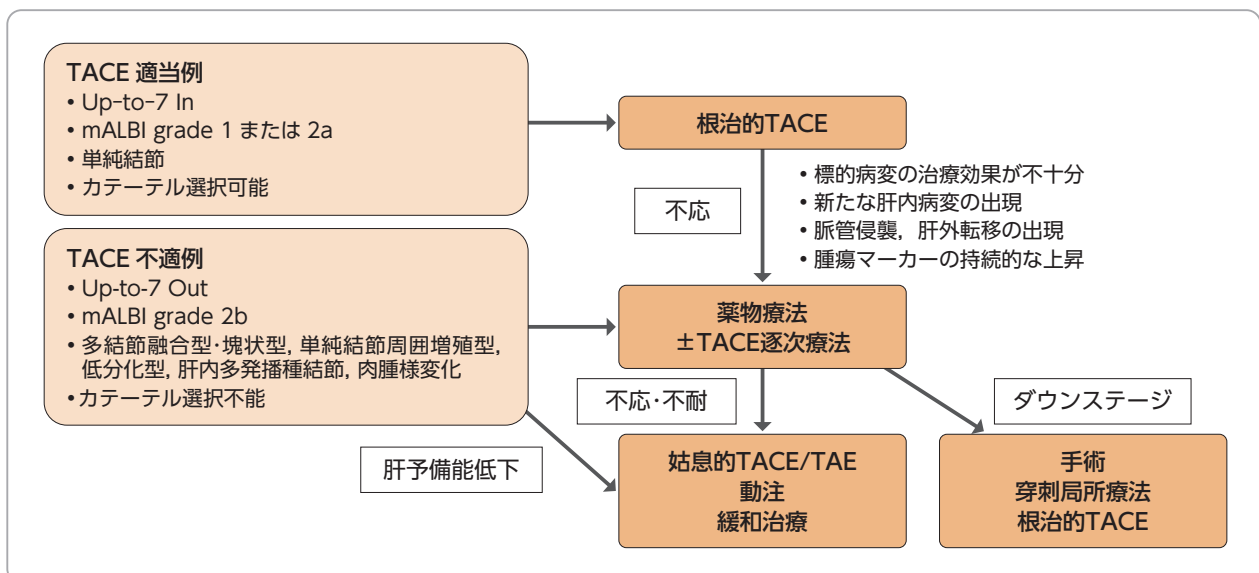 TACE 適当例
• Up-to-7 In
• mALBI grade 1 または 2a
• 単純結節
• カテーテル選択可能
根治的TACE
不応
• 標的病変の治療効果が不十分
• 新たな肝内病変の出現
• 脈管侵襲，肝外転移の出現
• 腫瘍マーカーの持続的な上昇
TACE 不適例
• Up-to-7 Out
• mALBI grade 2b
• 多結節融合型･塊状型, 単純結節周囲増殖型,
低分化型, 肝内多発播種結節, 肉腫様変化
•カテーテル選択不能
薬物療法
±TACE逐次療法
不応･不耐
ダウンステージ
肝予備能低下
姑息的TACE/TAE
動注
緩和治療
手術
穿刺局所療法
根治的TACE